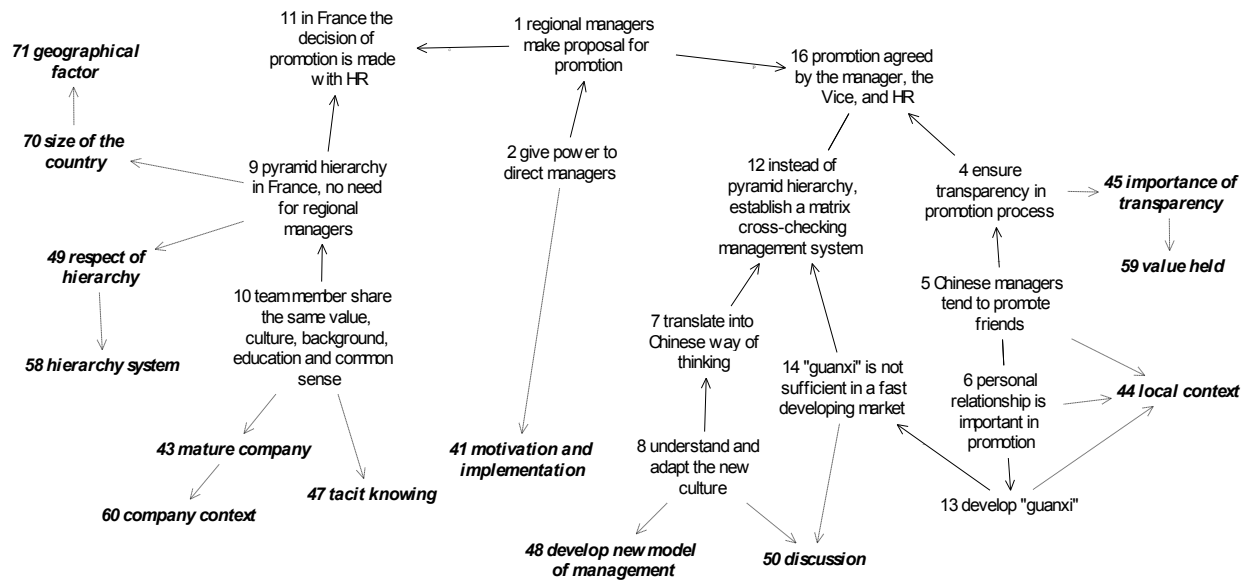 11 in France the
decision of
promotion is made
with HR
1 regional managers
make proposal for
promotion
71 geographical
factor
16 promotion agreed
by the manager, the
Vice, and HR
70 size of the
country
9 pyramid hierarchy
in France, no need
for regional
managers
2 give power to
direct managers
12 instead of
pyramid hierarchy,
establish a matrix
cross-checking
management system
4 ensure
transparency in
promotion process
45 importance of
transparency
49 respect of
hierarchy
59 value held
10 team member share
the same value,
culture, background,
education and common
sense
5 Chinese managers
tend to promote
friends
7 translate into
Chinese way of
thinking
58 hierarchy system
14 "guanxi" is not
sufficient in a fast
developing market
6 personal
relationship is
important in
promotion
44 local context
43 mature company
41 motivation and
implementation
8 understand and
adapt the new
culture
47 tacit knowing
60 company context
13 develop "guanxi"
48 develop new model
of management
50 discussion